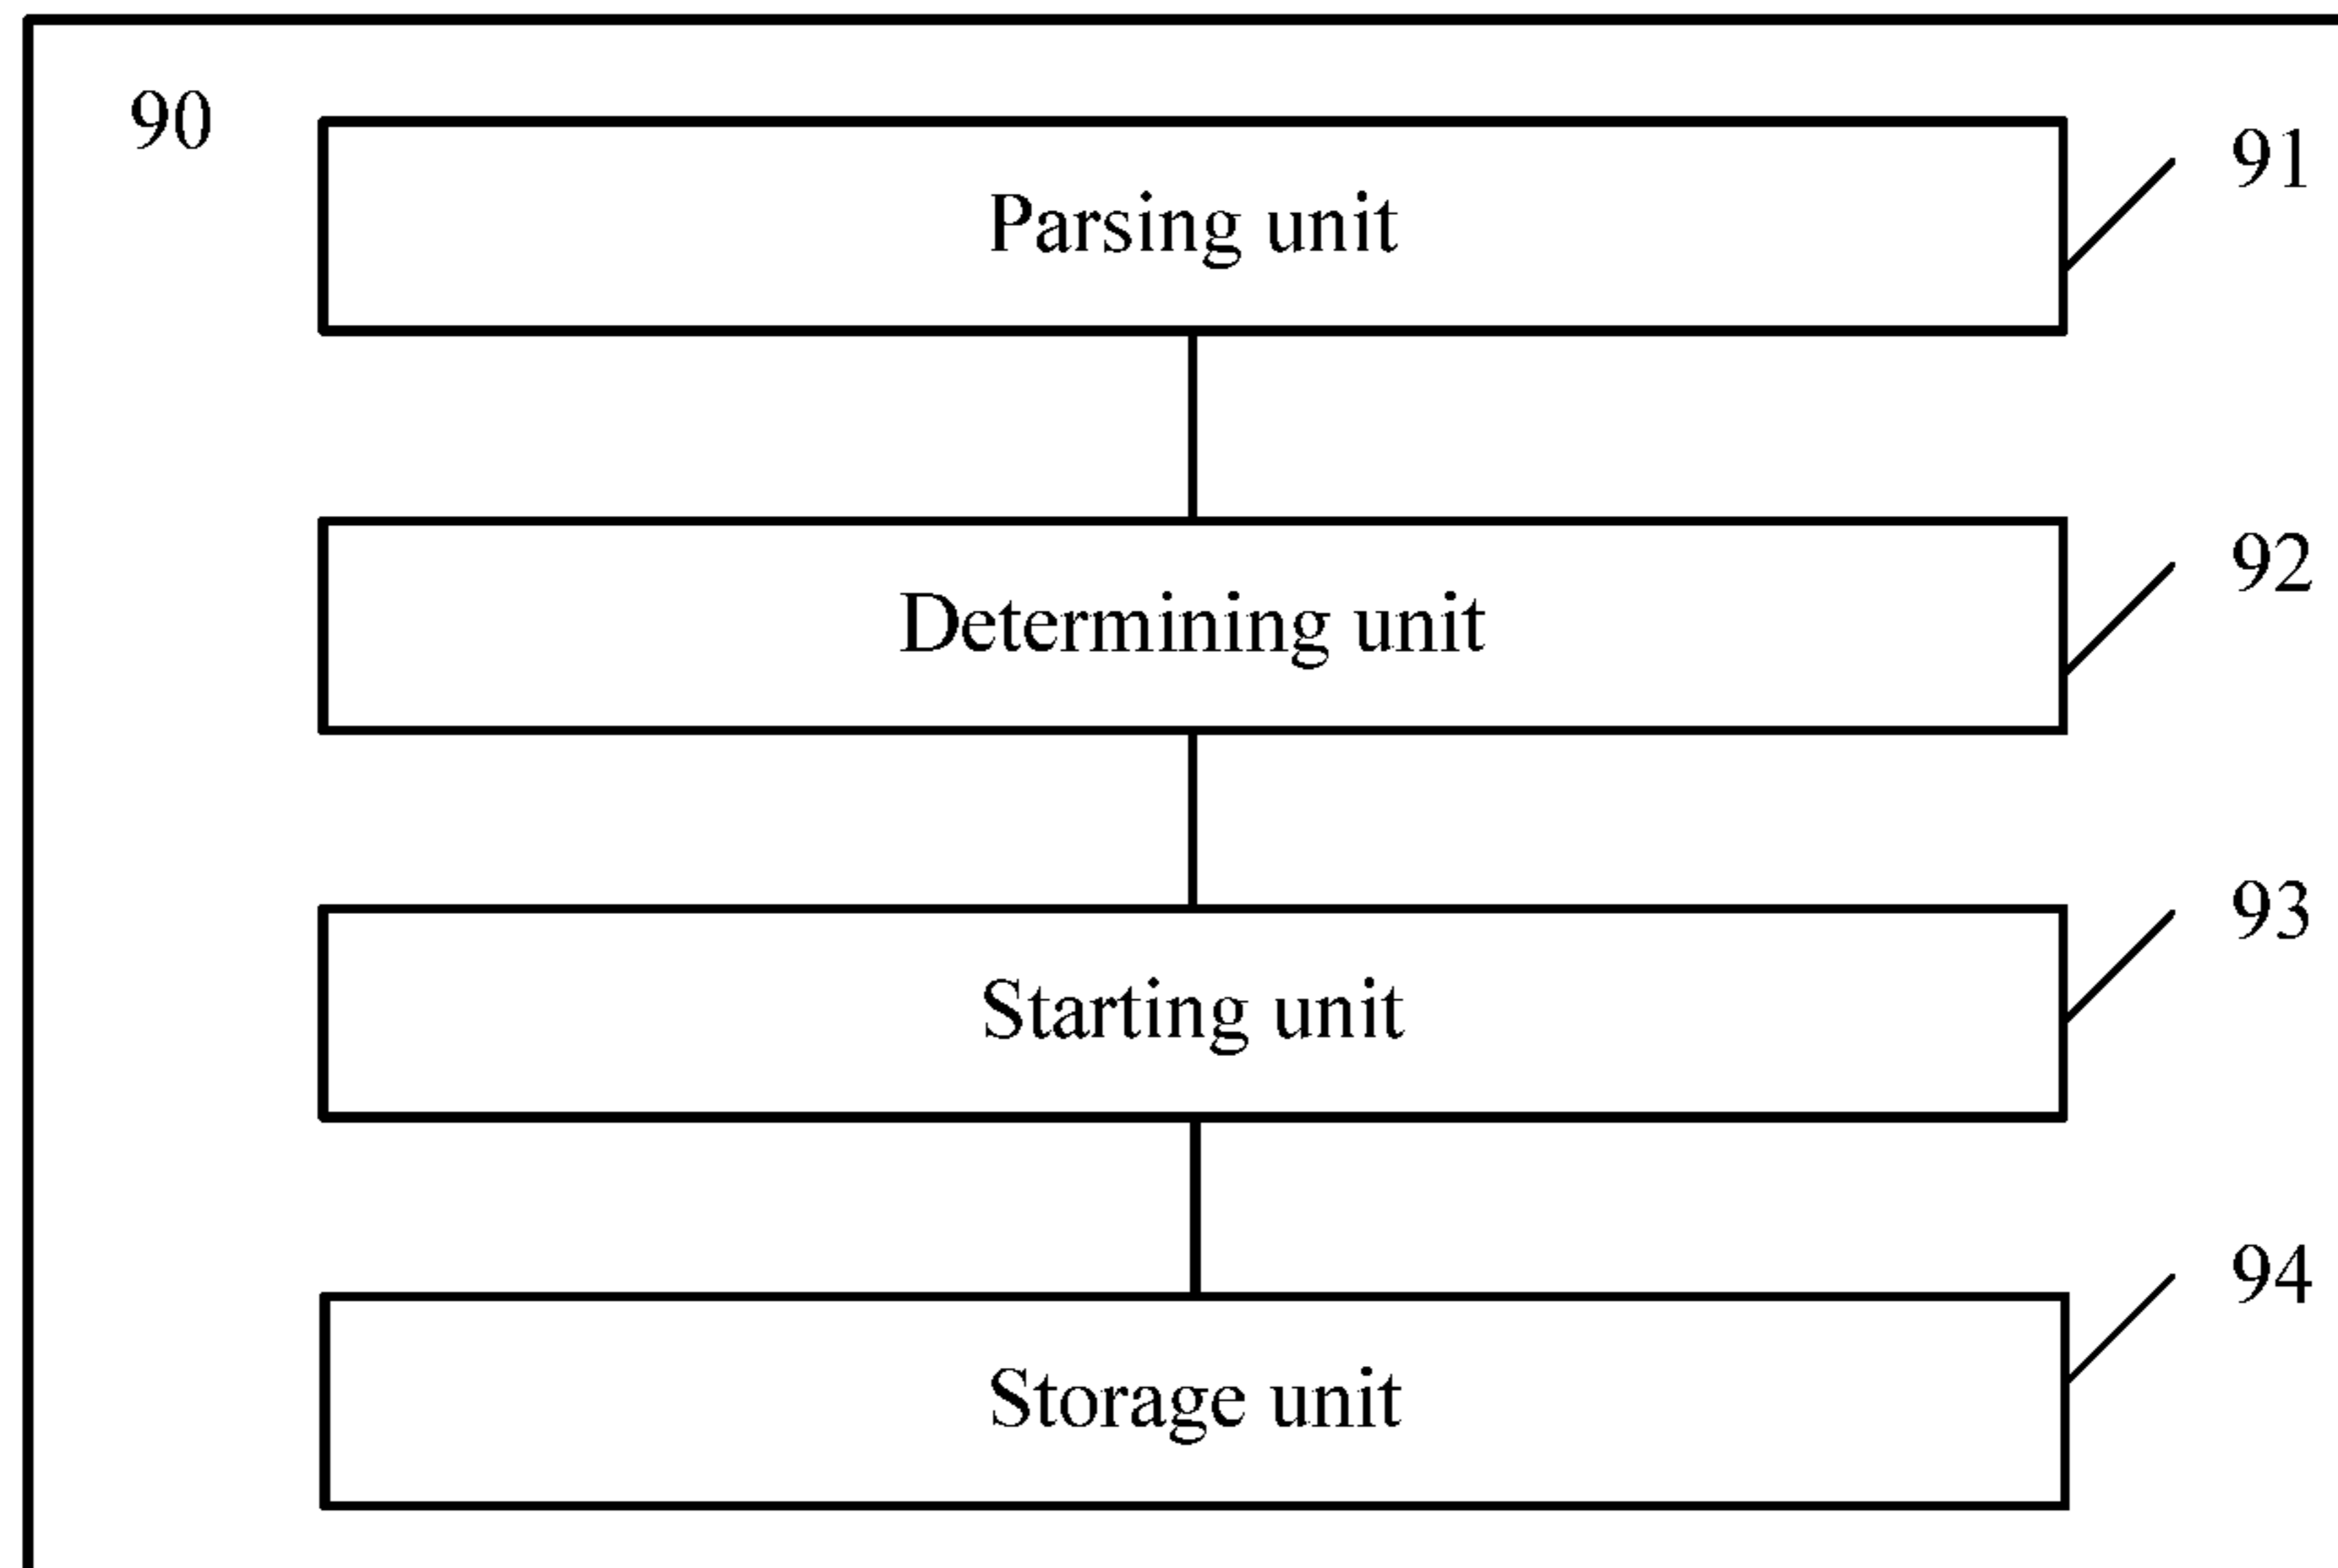 90
Parsing unit
91
Determining unit
92
Starting unit
93
Storage unit
94